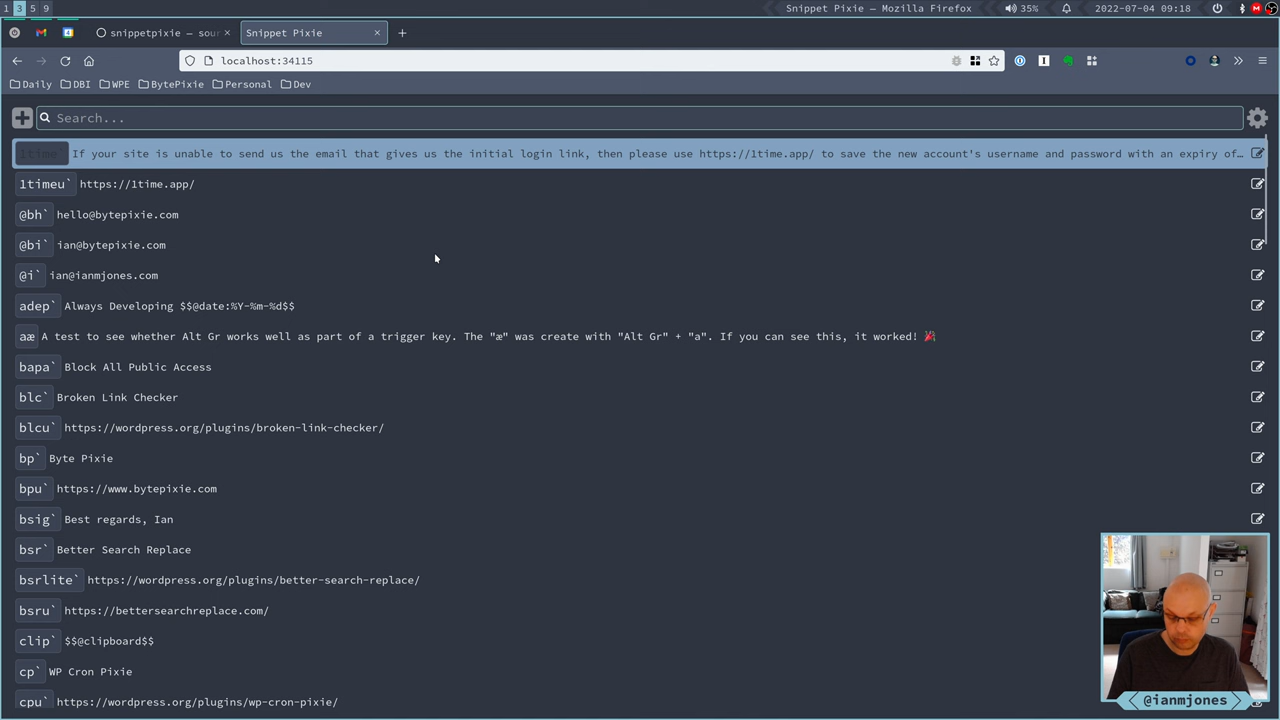 1 3 5 9
Snippet Pixie — Mozilla Firefox
35%
2022-07-04 09:18
snippetpixie — sour
Snippet Pixie
localhost:34115
Daily DBI WPE BytePixie Personal Dev
Search...
1time` If your site is unable to send us the email that gives us the initial login link, then please use https://1time.app/ to save the new account's username and password with an expiry of…
1timeu` https://1time.app/
@bh` hello@bytepixie.com
@bi` ian@bytepixie.com
@i` ian@ianmjones.com
adep` Always Developing $$@date:%Y-%m-%d$$
aæ A test to see whether Alt Gr works well as part of a trigger key. The "æ" was create with "Alt Gr" + "a". If you can see this, it worked! 🎉
bapa` Block All Public Access
blc` Broken Link Checker
blcu` https://wordpress.org/plugins/broken-link-checker/
bp` Byte Pixie
bpu` https://www.bytepixie.com
bsig` Best regards, Ian
bsr` Better Search Replace
bsrlite` https://wordpress.org/plugins/better-search-replace/
bsru` https://bettersearchreplace.com/
clip` $$@clipboard$$
cp` WP Cron Pixie
cpu` https://wordpress.org/plugins/wp-cron-pixie/
@ianmjones